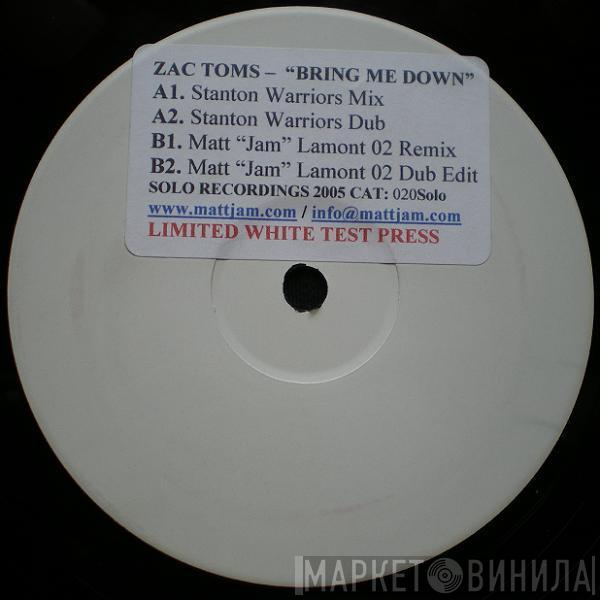 ZAC TOMS – “BRING ME DOWN”
A1. Stanton Warriors Mix
A2. Stanton Warriors Dub
B1. Matt “Jam” Lamont 02 Remix
B2. Matt “Jam” Lamont 02 Dub Edit
SOLO RECORDINGS 2005 CAT: 020Solo
www.mattjam.com / info@mattjam.com
LIMITED WHITE TEST PRESS
МАРКЕТ ВИНИЛА